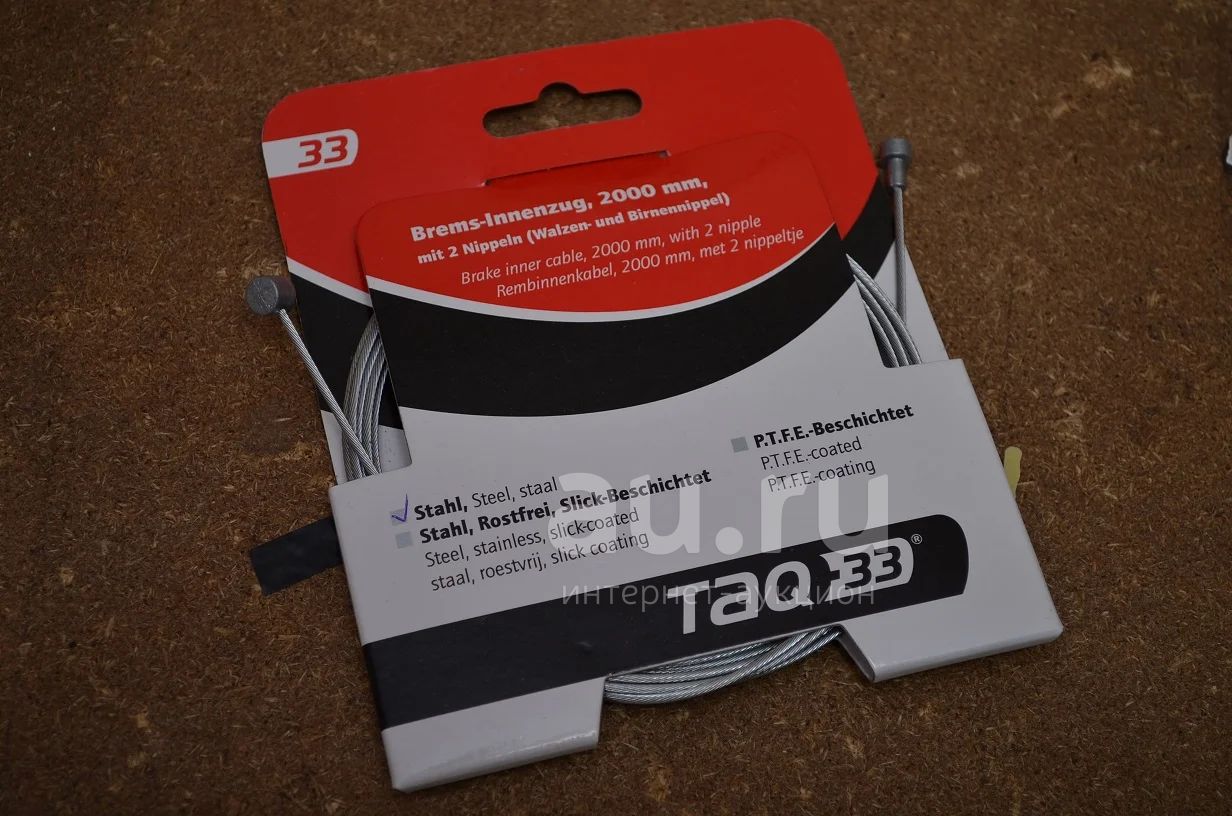 33
Brems-Innenzug, 2000 mm,
mit 2 Nippeln (Walzen- und Birnennippel)
Brake inner cable, 2000 mm, with 2 nipple
Rembinnenkabel, 2000 mm, met 2 nippeltje
P.T.F.E.-Beschichtet
P.T.F.E.-coated
P.T.F.E.-coating
Stahl, Steel, staal
Stahl, Rostfrei, Slick-Beschichtet
Steel, stainless, slick-coated
staal, roestvrij, slick coating
au.ru
интернет-аукцион
TAQ 33®